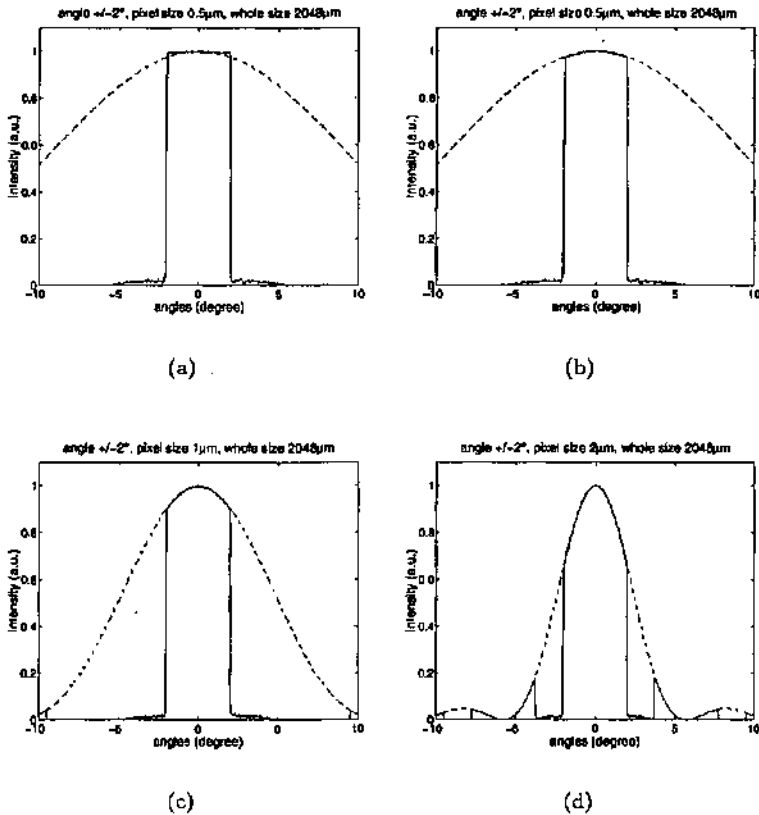 angle +/-2°, pixel size 0.5µm, whole size 2048µm
angle +/-2°, pixel size 0.5µm, whole size 2048µm
Intensity (a.u.)
1
0.8
0.6
0.4
0.2
0
-10
-5
0
5
10
angles (degree)
Intensity (a.u.)
1
0.8
0.6
0.4
0.2
0
-10
-5
0
5
10
angles (degree)
(a)
(b)
angle +/-2°, pixel size 1µm, whole size 2048µm
angle +/-2°, pixel size 2µm, whole size 2048µm
Intensity (a.u.)
1
0.8
0.6
0.4
0.2
0
-10
-5
0
5
10
angles (degree)
Intensity (a.u.)
1
0.8
0.6
0.4
0.2
0
-10
-5
0
5
10
angles (degree)
(c)
(d)